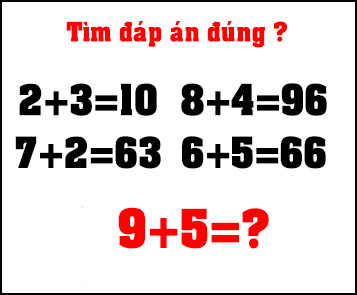 Tìm đáp án đúng ?
2+3=10 8+4=96
7+2=63 6+5=66
9+5=?